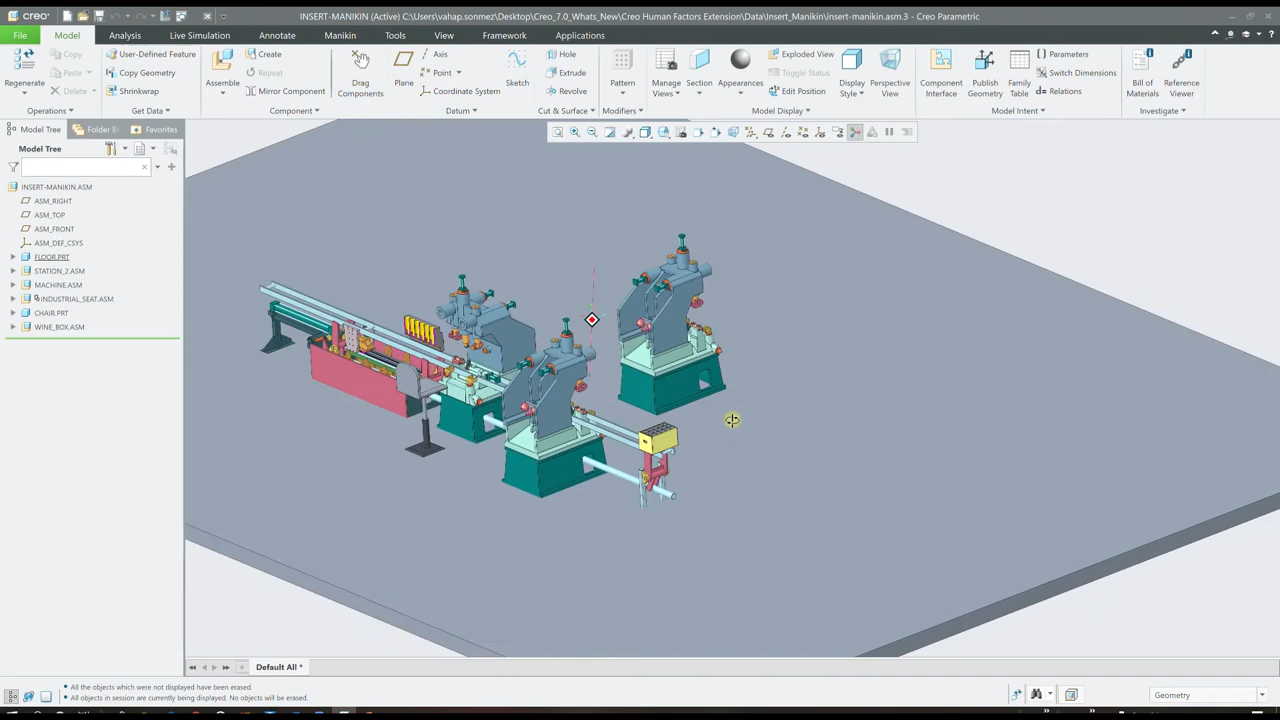 creo
INSERT-MANIKIN (Active) C:\Users\vahap.sonmez\Desktop\Creo_7.0_Whats_New\Creo Human Factors Extension\Data\Insert_Manikin\insert-manikin.asm.3 - Creo Parametric
File Model Analysis Live Simulation Annotate Manikin Tools View Framework Applications
Regenerate
Copy
Paste
Delete
Operations
User-Defined Feature
Copy Geometry
Shrinkwrap
Get Data
Assemble
Create
Repeat
Mirror Component
Component
Drag Components
Plane
Axis
Point
Coordinate System
Sketch
Datum
Hole
Extrude
Revolve
Cut & Surface
Pattern
Modifiers
Manage Views
Section
Appearances
Exploded View
Toggle Status
Edit Position
Display Style
Perspective View
Model Display
Component Interface
Publish Geometry
Family Table
Parameters
Switch Dimensions
Relations
Model Intent
Bill of Materials
Reference Viewer
Investigate
Model Tree
Folder B
Favorites
Model Tree
INSERT-MANIKIN.ASM
ASM_RIGHT
ASM_TOP
ASM_FRONT
ASM_DEF_CSYS
FLOOR.PRT
STATION_2.ASM
MACHINE.ASM
INDUSTRIAL_SEAT.ASM
CHAIR.PRT
WINE_BOX.ASM
Default All *
• All the objects which were not displayed have been erased.
• All objects in session are currently being displayed. No objects will be erased.
Geometry